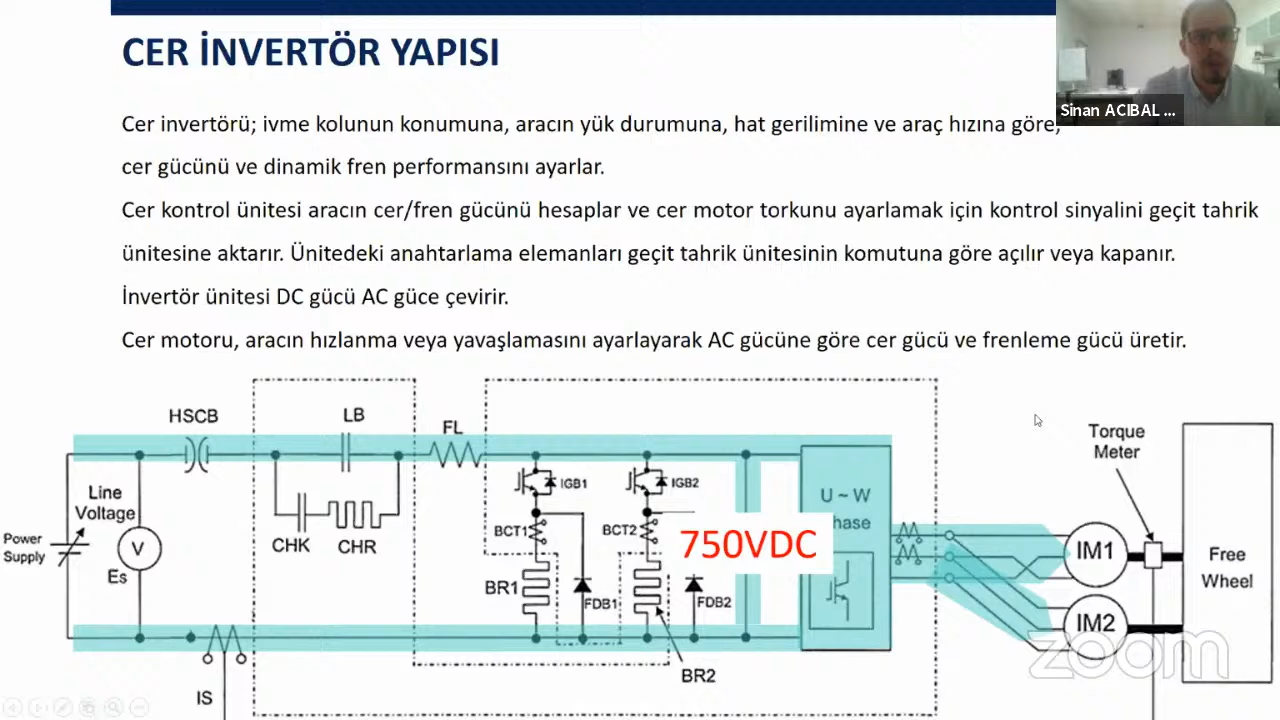 CER İNVERTÖR YAPISI
Sinan ACIBAL ...
Cer invertörü; ivme kolunun konumuna, aracın yük durumuna, hat gerilimine ve araç hızına göre,
cer gücünü ve dinamik fren performansını ayarlar.
Cer kontrol ünitesi aracın cer/fren gücünü hesaplar ve cer motor torkunu ayarlamak için kontrol sinyalini geçit tahrik
ünitesine aktarır. Ünitedeki anahtarlama elemanları geçit tahrik ünitesinin komutuna göre açılır veya kapanır.
İnvertör ünitesi DC gücü AC güce çevirir.
Cer motoru, aracın hızlanma veya yavaşlamasını ayarlayarak AC gücüne göre cer gücü ve frenleme gücü üretir.
HSCB
LB
FL
Torque
Meter
Line
Voltage
Power
Supply
V
Es
CHK
CHR
IGB1
IGB2
BCT1
BCT2
BR1
FDB1
FDB2
BR2
750VDC
U ~ W
hase
IM1
IM2
Free
Wheel
IS
zoom